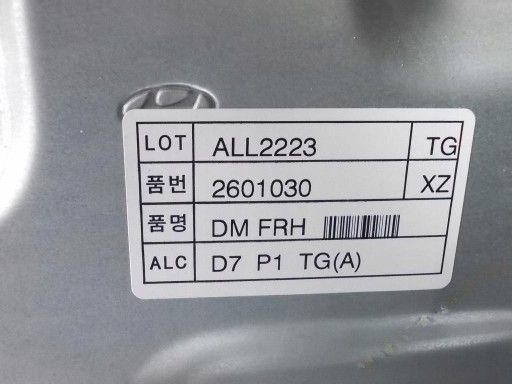 LOT ALL2223 TG
품번 2601030 XZ
품명 DM FRH
ALC D7 P1 TG(A)